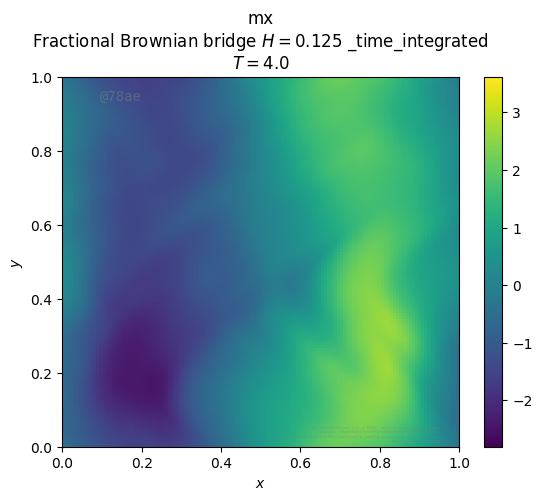 mx
Fractional Brownian bridge H = 0.125 _time_integrated
T = 4.0
@78ae
1.0
0.8
0.6
0.4
0.2
0.0
y
0.0 0.2 0.4 0.6 0.8 1.0
x
3
2
1
0
−1
−2